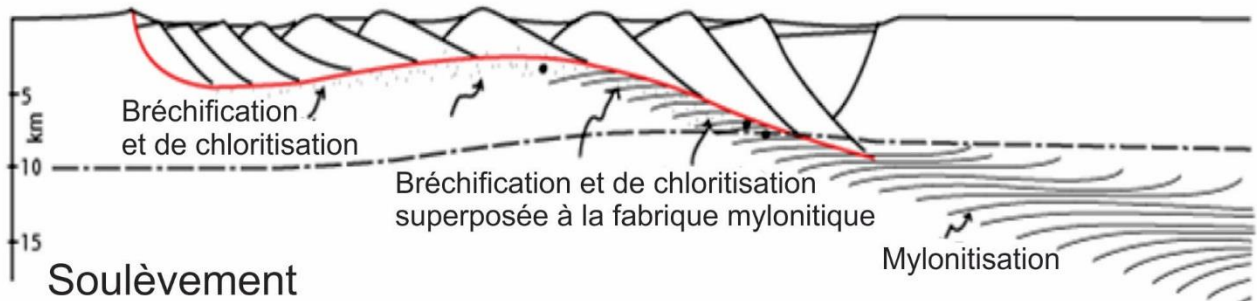 5
km
10
15
Bréchification
et de chloritisation
Bréchification et de chloritisation
superposée à la fabrique mylonitique
Mylonitisation
Soulèvement